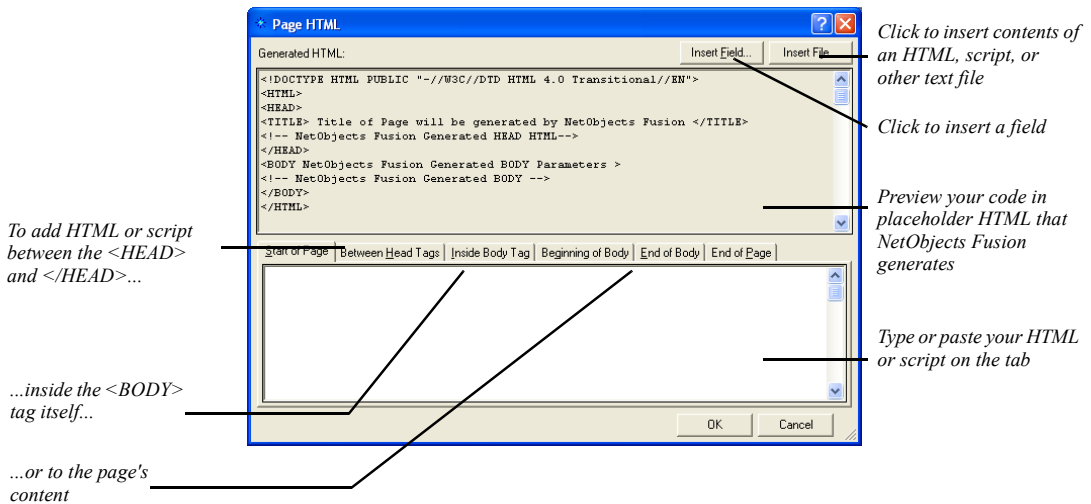 Page HTML
Generated HTML:
Insert Field...
Insert File...
<!DOCTYPE HTML PUBLIC "-//W3C//DTD HTML 4.0 Transitional//EN">
<HTML>
<HEAD>
<TITLE> Title of Page will be generated by NetObjects Fusion </TITLE>
<!-- NetObjects Fusion Generated HEAD HTML-->
</HEAD>
<BODY NetObjects Fusion Generated BODY Parameters >
<!-- NetObjects Fusion Generated BODY -->
</BODY>
</HTML>
Start of Page
Between Head Tags
Inside Body Tag
Beginning of Body
End of Body
End of Page
OK
Cancel
Click to insert contents of
an HTML, script, or
other text file
Click to insert a field
Preview your code in
placeholder HTML that
NetObjects Fusion
generates
Type or paste your HTML
or script on the tab
To add HTML or script
between the <HEAD>
and </HEAD>...
...inside the <BODY>
tag itself...
...or to the page's
content